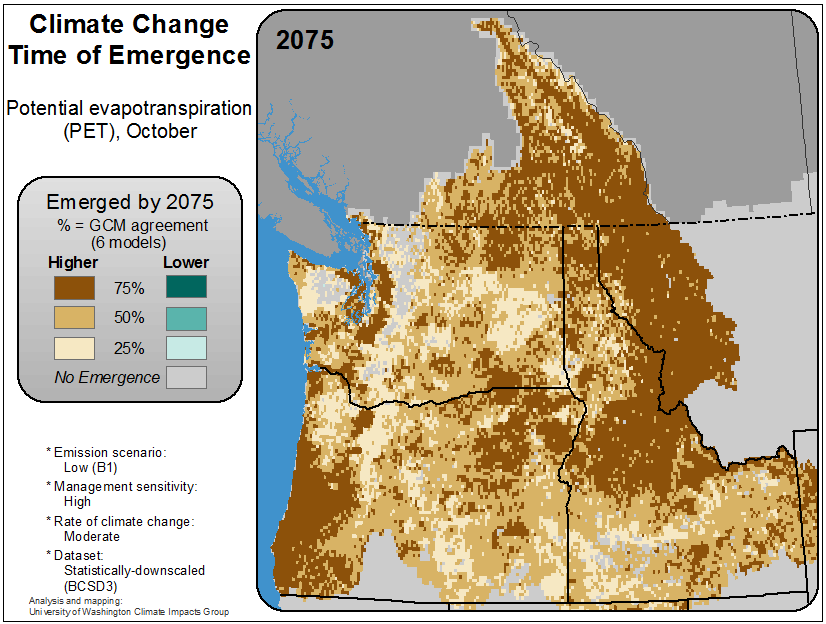 Climate Change
Time of Emergence
Potential evapotranspiration
(PET), October
Emerged by 2075
% = GCM agreement
(6 models)
Higher Lower
75%
50%
25%
No Emergence
* Emission scenario:
Low (B1)
* Management sensitivity:
High
* Rate of climate change:
Moderate
* Dataset:
Statistically-downscaled
(BCSD3)
Analysis and mapping:
University of Washington Climate Impacts Group
2075